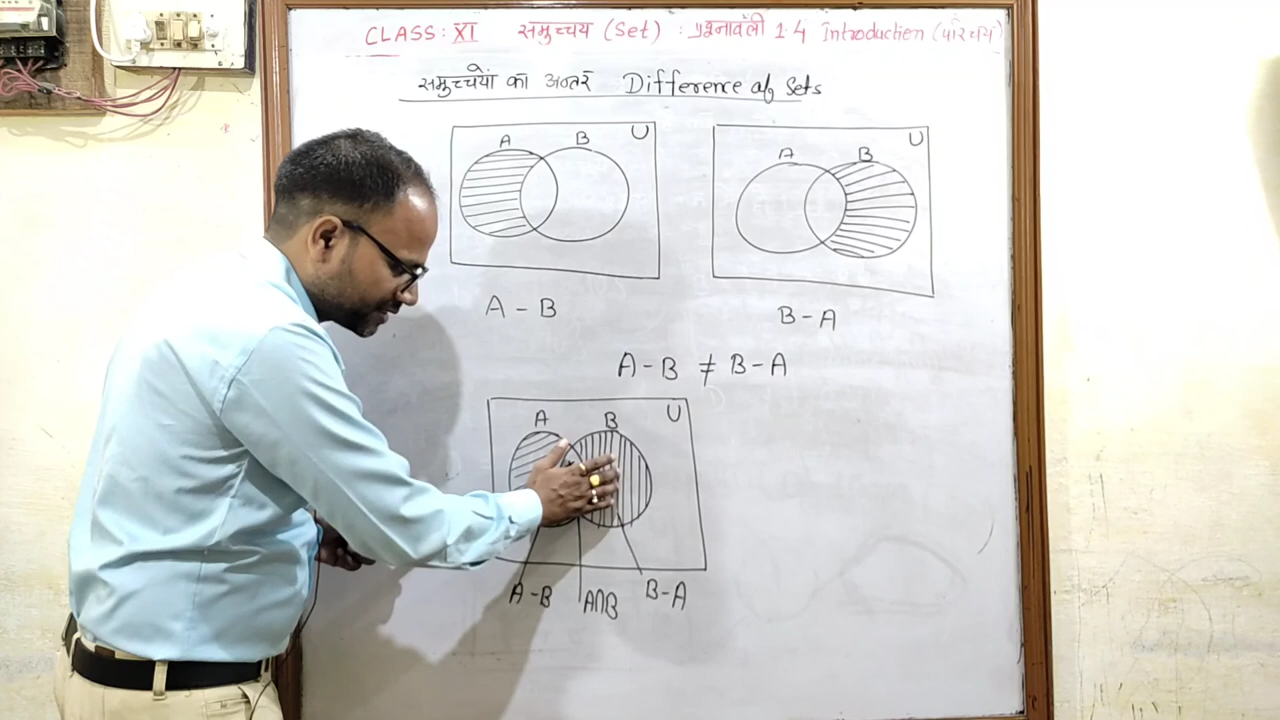 CLASS: XI समुच्चय (Set) : प्रश्नावली 1.4 Introduction (परिचय)
समुच्चयों का अन्तर Difference of Sets
A B U
A B U
A - B
B - A
A - B ≠ B - A
A B U
A - B A∩B B - A